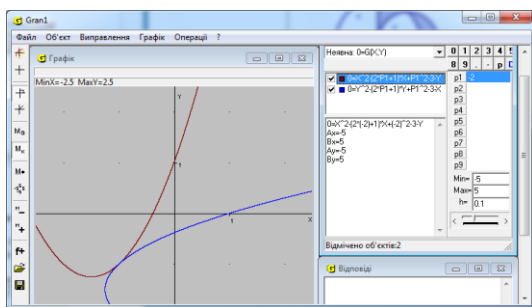 Gran1
Файл Об'єкт Виправлення Графік Операції ?
Графік
MinX=-2.5 MaxY=2.5
Y
1
1
X
Неявна: 0=G(X,Y)
0 1 2 3 4
8 9 . - p
0=X^2-(2*P1+1)*X+P1^2-3-Y
0=Y^2-(2*P1+1)*Y+P1^2-3-X
p1 -2
p2
p3
p4
p5
p6
p7
p8
p9
0=X^2-(2*(-2)+1)*X+(-2)^2-3-Y
Ax=-5
Bx=5
Ay=-5
By=5
Min= -5
Max= 5
h= 0.1
Відмічено об'єктів:2
Відповіді